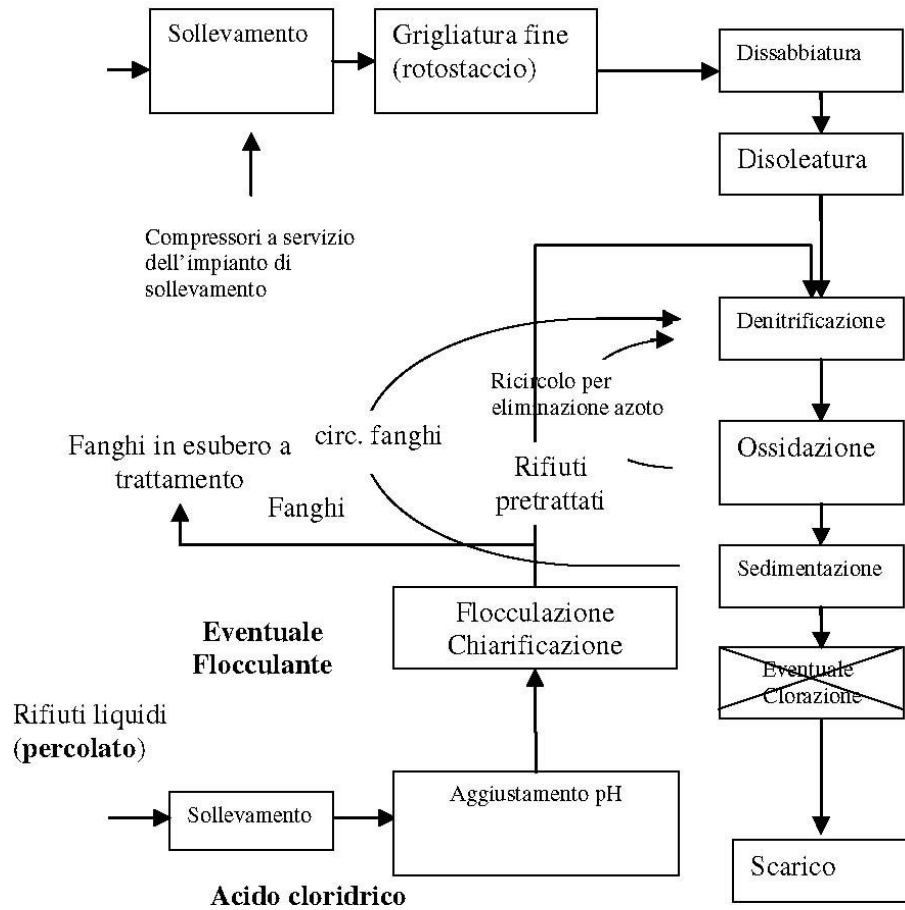 Sollevamento
Grigliatura fine
(rotostaccio)
Dissabbiatura
Disoleatura
Compressori a servizio
dell'impianto di
sollevamento
Denitrificazione
Ricircolo per
eliminazione azoto
circ. fanghi
Ossidazione
Fanghi in esubero a
trattamento
Rifiuti
pretrattati
Fanghi
Sedimentazione
Flocculazione
Chiarificazione
Eventuale
Flocculante
Eventuale
Clorazione
Rifiuti liquidi
(percolato)
Sollevamento
Aggiustamento pH
Scarico
Acido cloridrico